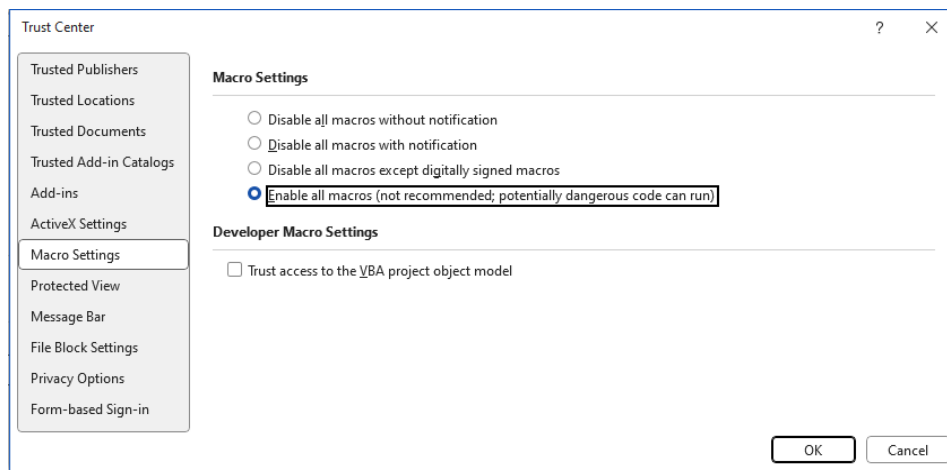 Trust Center
?
Trusted Publishers
Trusted Locations
Trusted Documents
Trusted Add-in Catalogs
Add-ins
ActiveX Settings
Macro Settings
Protected View
Message Bar
File Block Settings
Privacy Options
Form-based Sign-in
Macro Settings
Disable all macros without notification
Disable all macros with notification
Disable all macros except digitally signed macros
Enable all macros (not recommended; potentially dangerous code can run)
Developer Macro Settings
Trust access to the VBA project object model
OK
Cancel